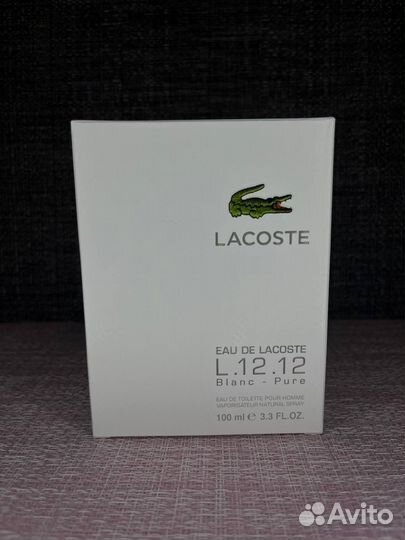 LACOSTE
EAU DE LACOSTE
L.12.12
Blanc - Pure
EAU DE TOILETTE POUR HOMME
VAPORISATEUR NATURAL SPRAY
100 ml ℮ 3.3 FL.OZ.
Avito